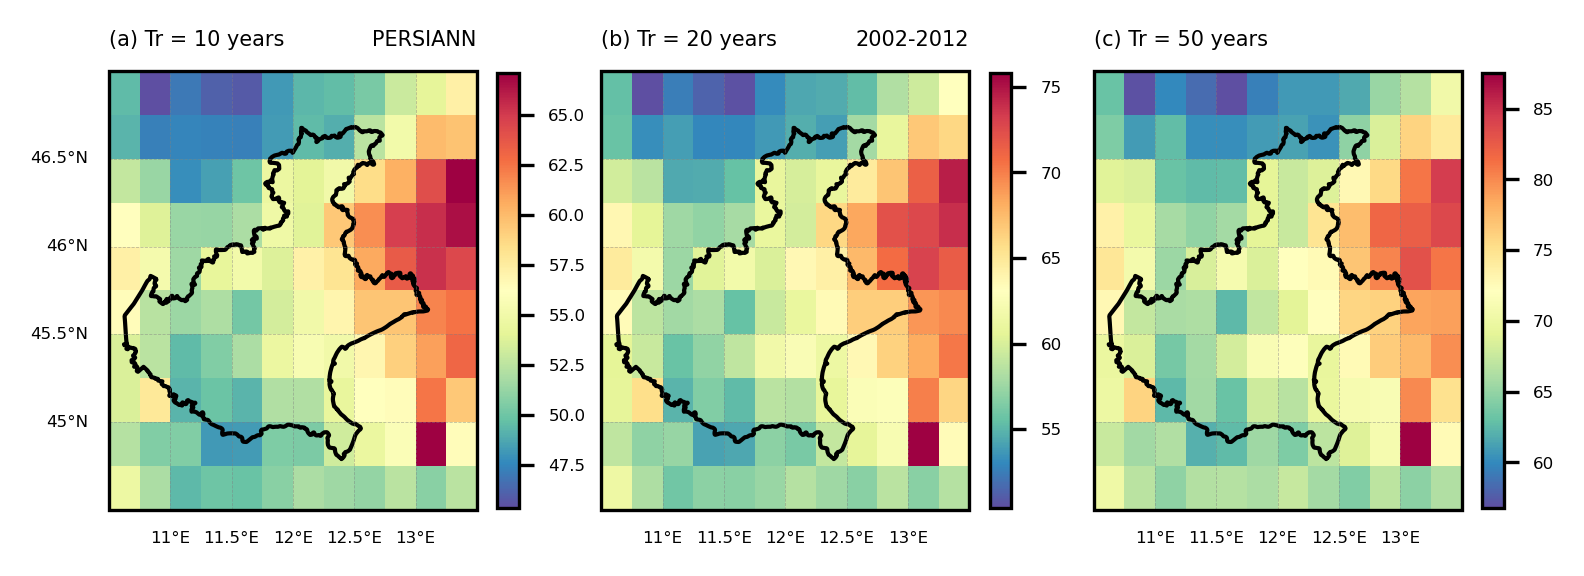 (a) Tr = 10 years PERSIANN
(b) Tr = 20 years 2002-2012
(c) Tr = 50 years
46.5°N
46°N
45.5°N
45°N
11°E 11.5°E 12°E 12.5°E 13°E
65.0
62.5
60.0
57.5
55.0
52.5
50.0
47.5
11°E 11.5°E 12°E 12.5°E 13°E
75
70
65
60
55
11°E 11.5°E 12°E 12.5°E 13°E
85
80
75
70
65
60